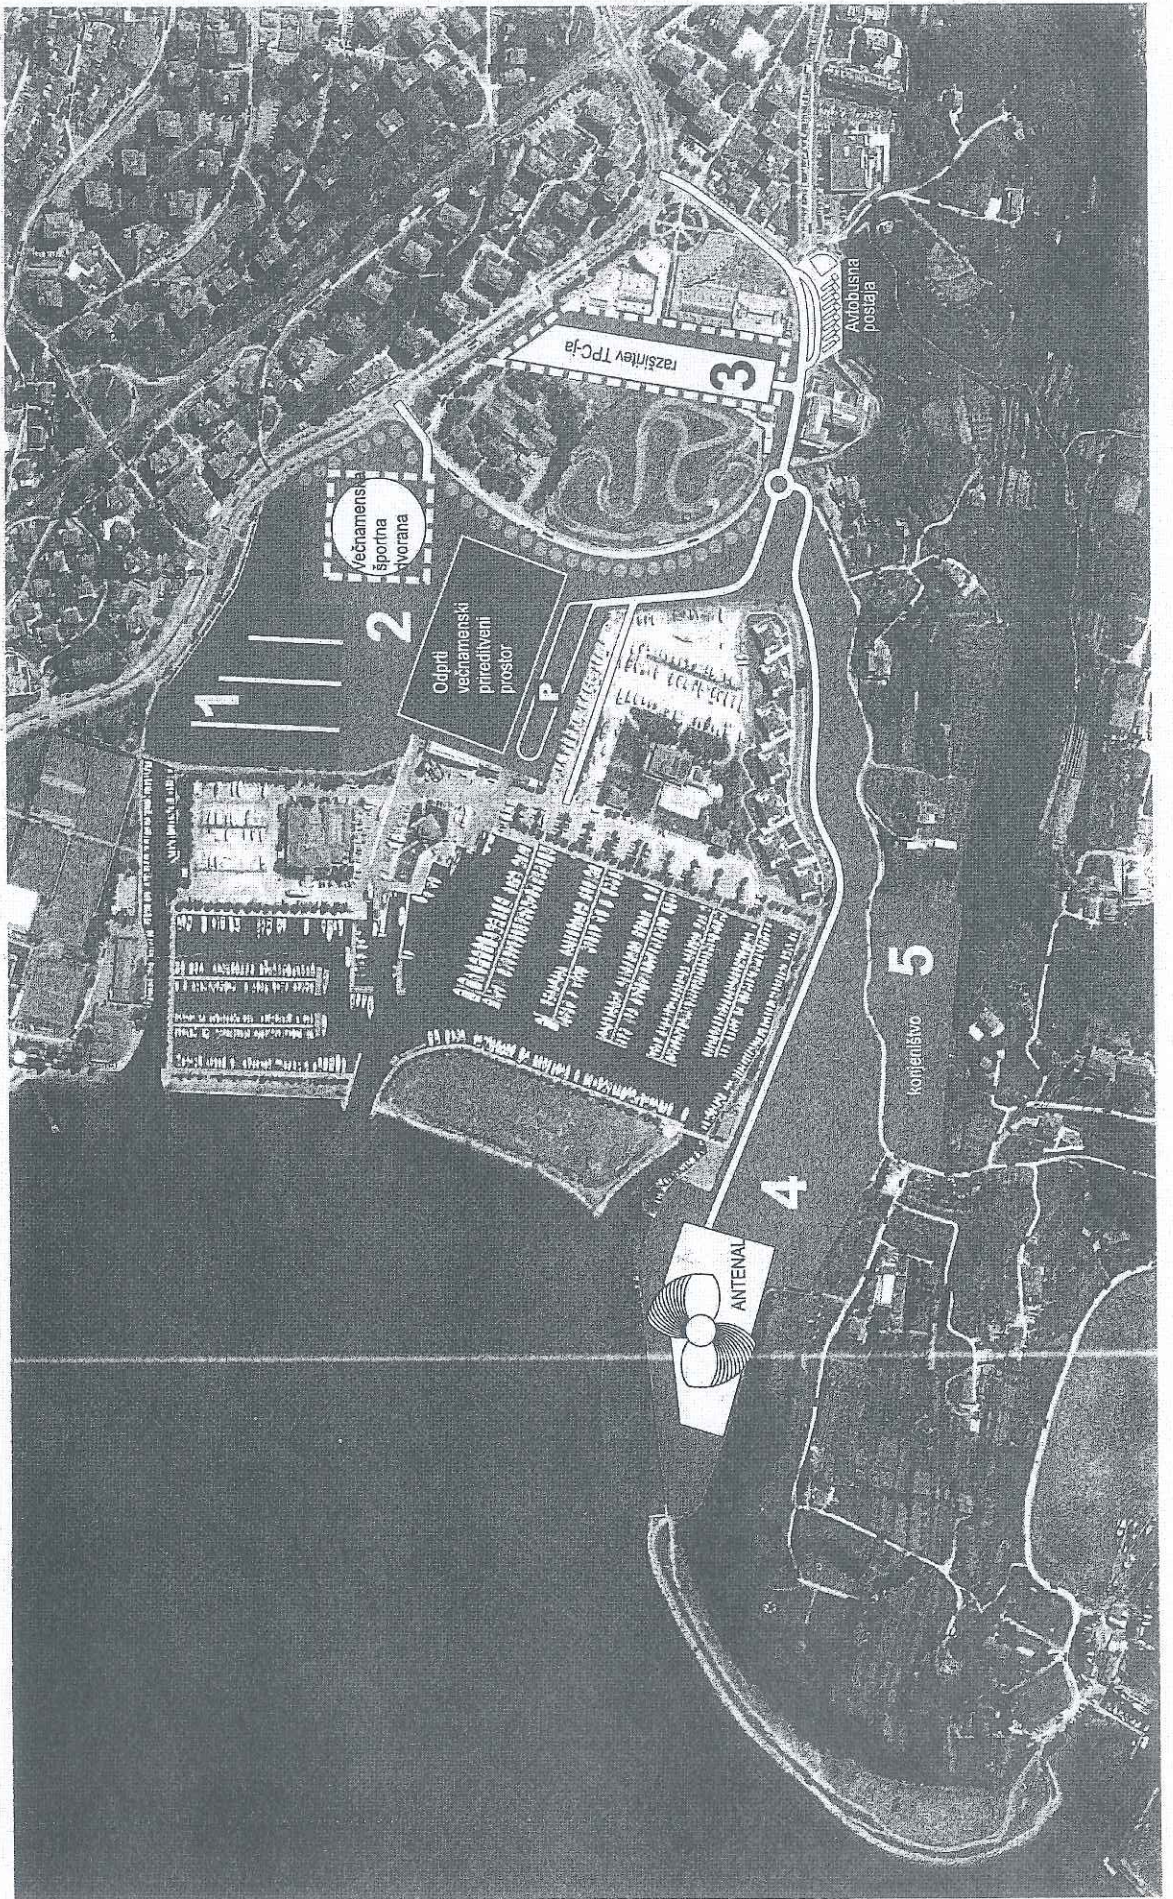 1
2
Večnamenska
športna
dvorana
Odprti
večnamenski
prireditveni
prostor
P
razširitev TPC-ja
3
Avtobusna
postaja
4
ANTENAL
5
konjeništvo